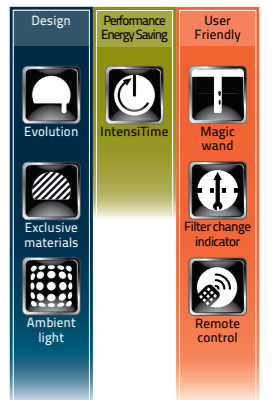 Design
Evolution
Exclusive
materials
Ambient
light
Performance
Energy Saving
IntensiTime
User
Friendly
Magic
wand
Filter change
indicator
Remote
control